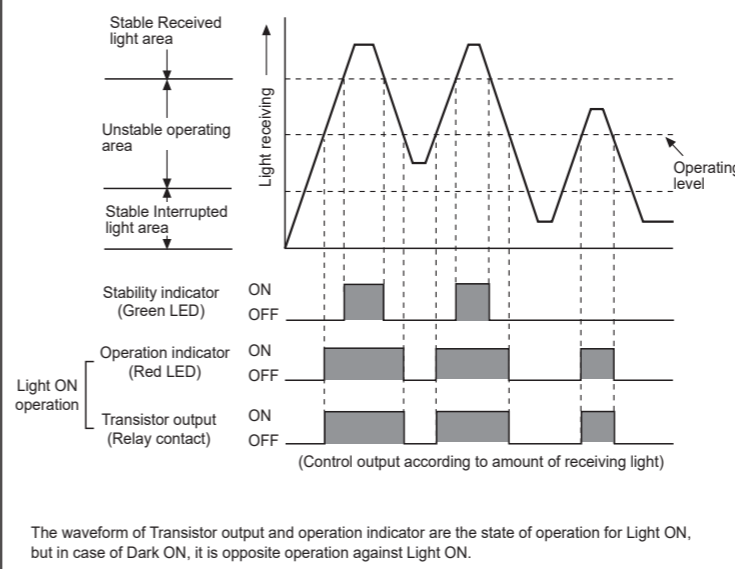 Stable Received
light area
Unstable operating
area
Stable Interrupted
light area
Light receiving
Operating
level
Stability indicator
(Green LED)
ON
OFF
Light ON
operation
Operation indicator
(Red LED)
ON
OFF
Transistor output
(Relay contact)
ON
OFF
(Control output according to amount of receiving light)
The waveform of Transistor output and operation indicator are the state of operation for Light ON,
but in case of Dark ON, it is opposite operation against Light ON.